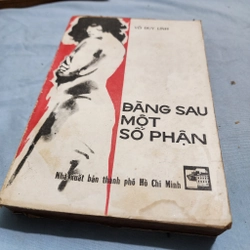 ĐẰNG SAU
MỘT
SỐ PHẬN
Nhà xuất bản thành phố Hồ Chí Minh